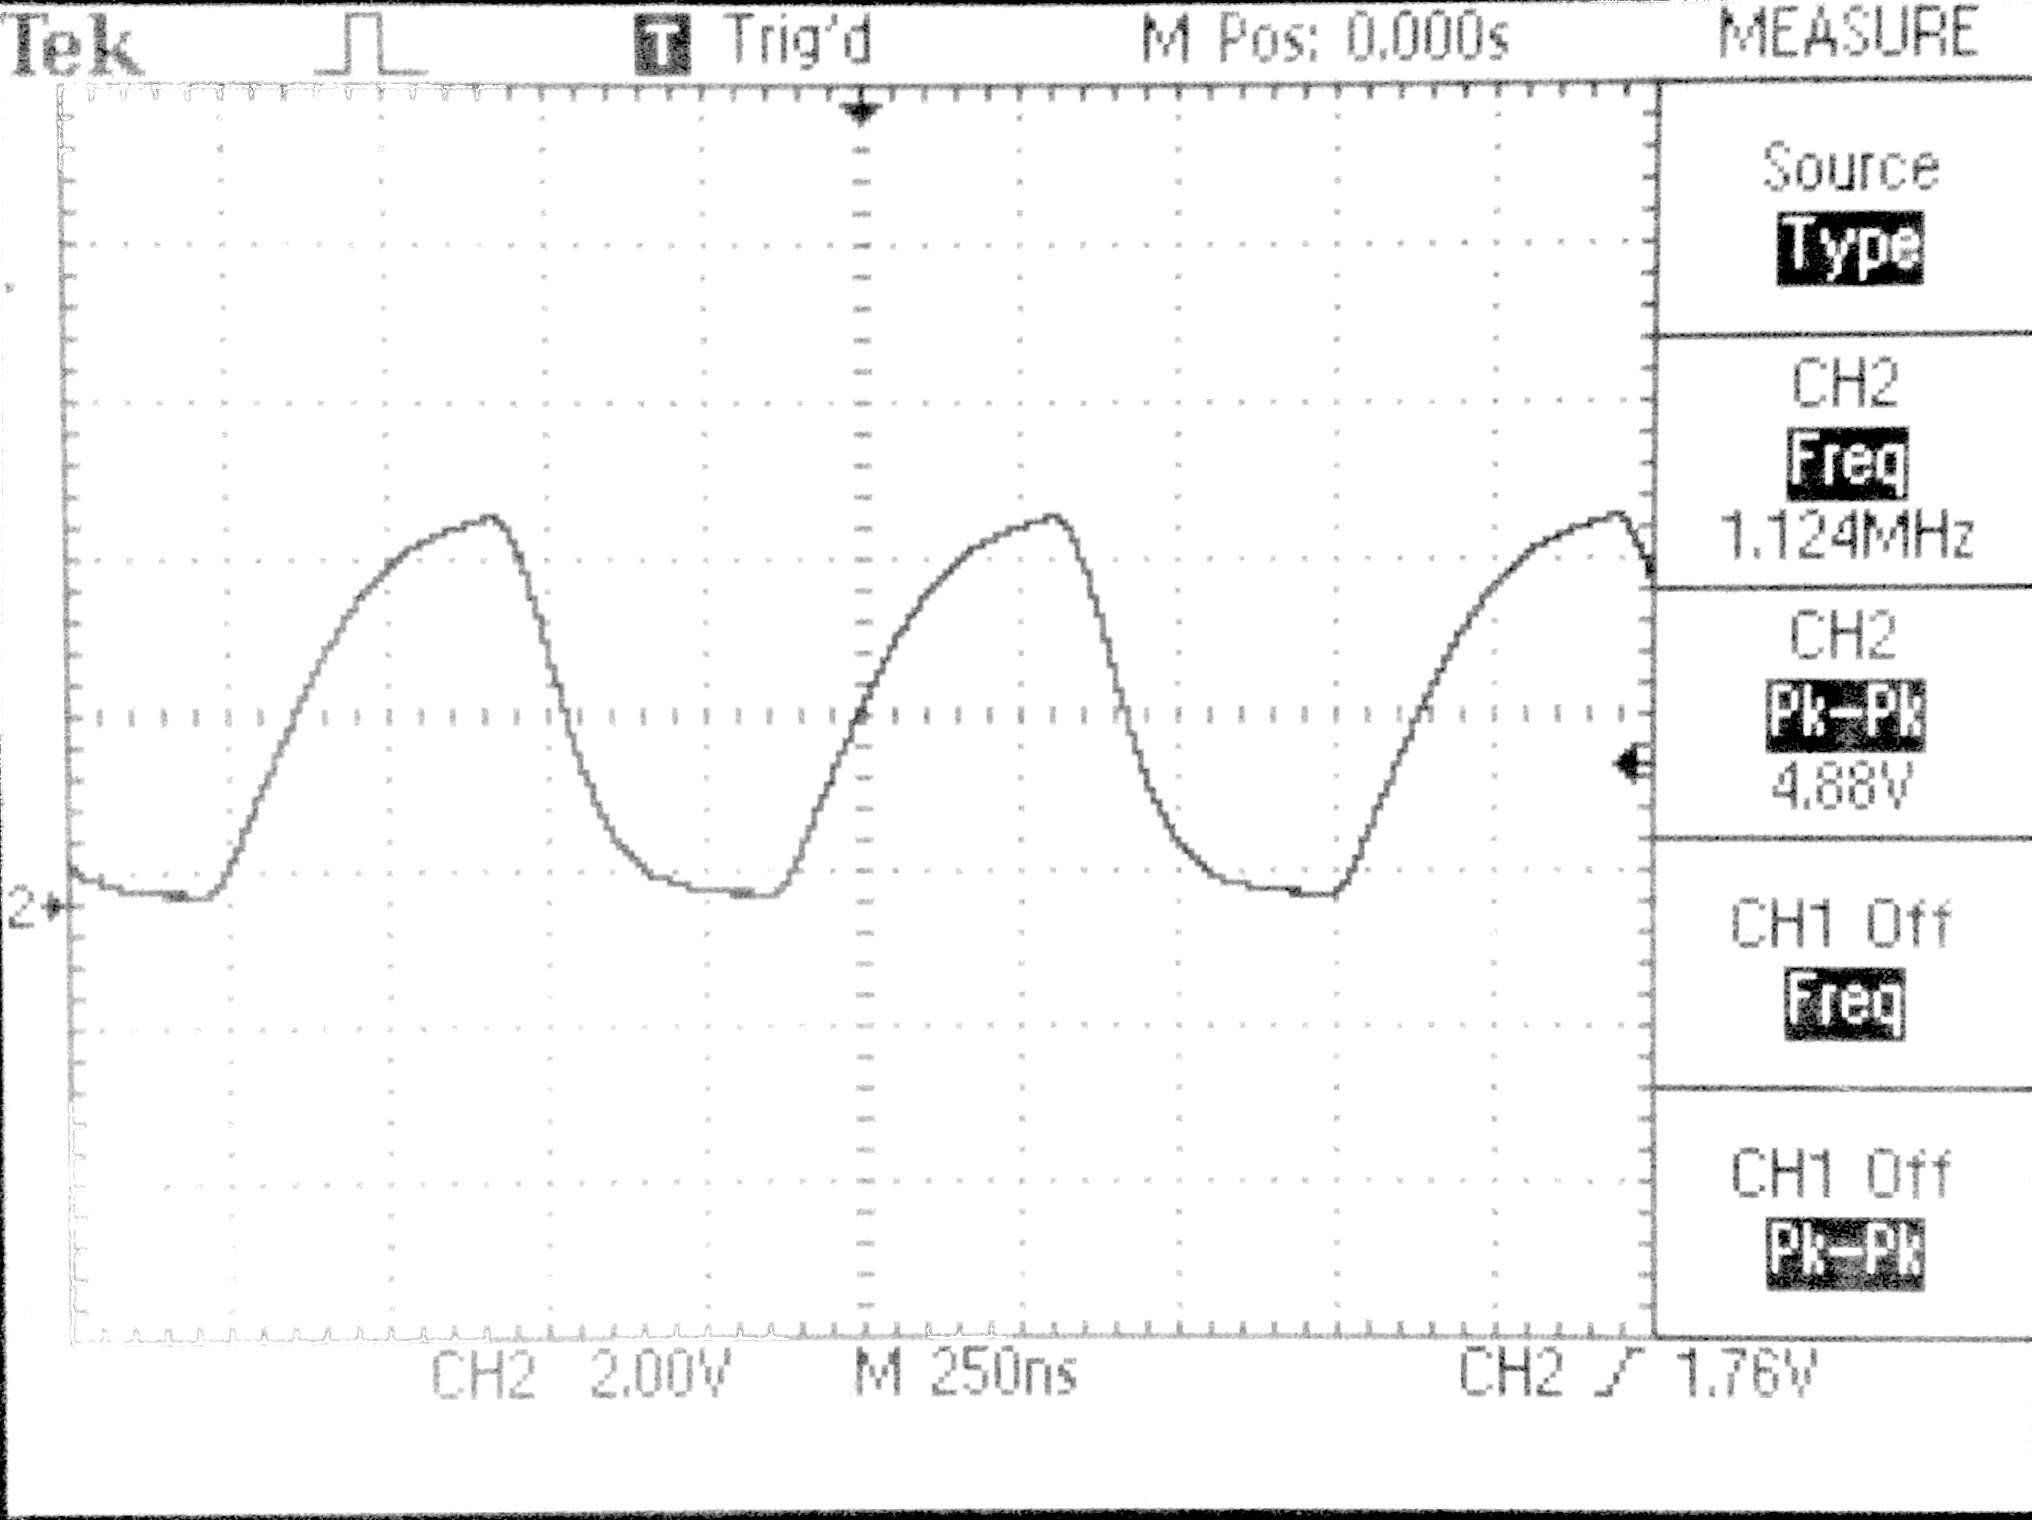 Tek T Trig'd M Pos: 0.000s MEASURE
Source
Type
CH2
Freq
1.124MHz
CH2
Pk-Pk
4.88V
2
CH1 Off
Freq
CH1 Off
Pk-Pk
CH2 2.00V M 250ns CH2 1.76V